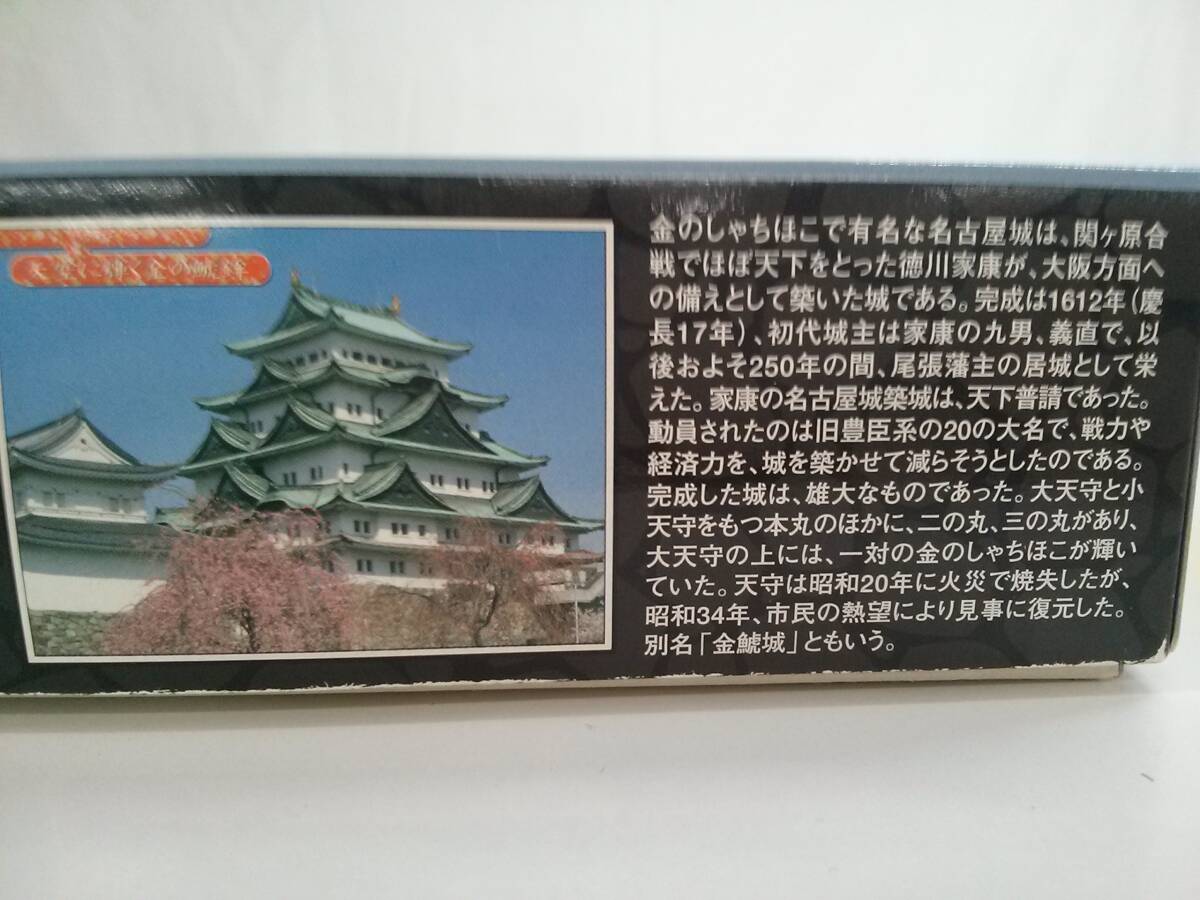 天空に輝く金の鯱鉾
金のしゃちほこで有名な名古屋城は、関ヶ原合
戦でほぼ天下をとった徳川家康が、大阪方面へ
の備えとして築いた城である。完成は1612年（慶
長17年）、初代城主は家康の九男、義直で、以
後およそ250年の間、尾張藩主の居城として栄
えた。家康の名古屋城築城は、天下普請であった。
動員されたのは旧豊臣系の20の大名で、戦力や
経済力を、城を築かせて減らそうとしたのである。
完成した城は、雄大なものであった。大天守と小
天守をもつ本丸のほかに、二の丸、三の丸があり、
大天守の上には、一対の金のしゃちほこが輝い
ていた。天守は昭和20年に火災で焼失したが、
昭和34年、市民の熱望により見事に復元した。
別名「金鯱城」ともいう。